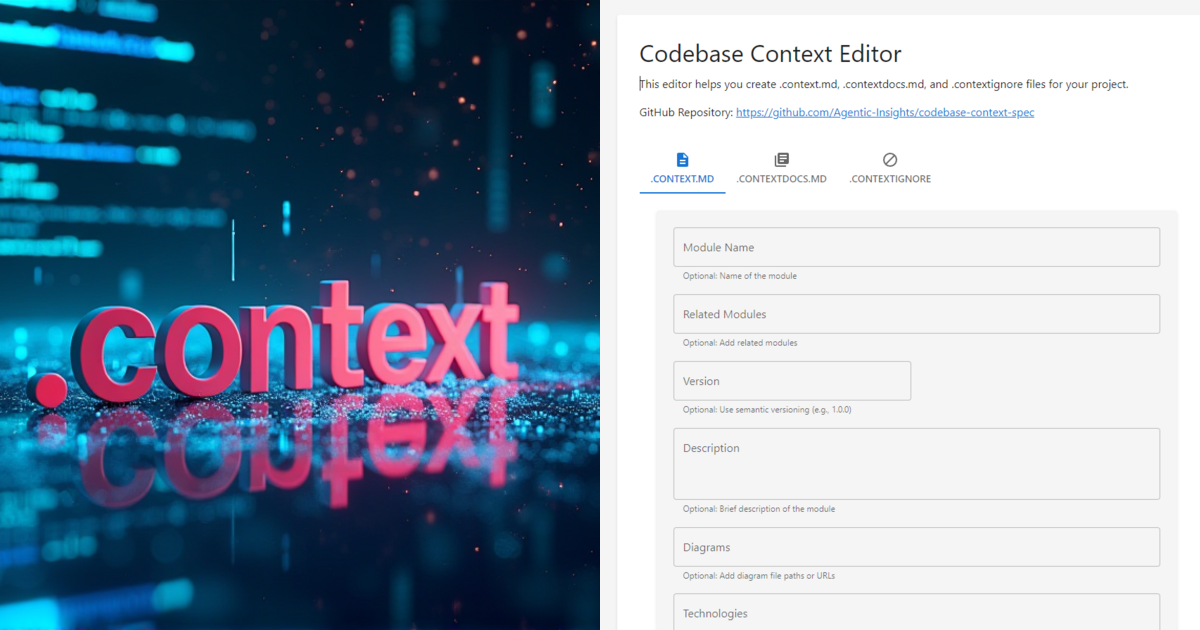 .context
Codebase Context Editor
This editor helps you create .context.md, .contextdocs.md, and .contextignore files for your project.
GitHub Repository: https://github.com/Agentic-Insights/codebase-context-spec
.CONTEXT.MD
.CONTEXTDOCS.MD
.CONTEXTIGNORE
Module Name
Optional: Name of the module
Related Modules
Optional: Add related modules
Version
Optional: Use semantic versioning (e.g., 1.0.0)
Description
Optional: Brief description of the module
Diagrams
Optional: Add diagram file paths or URLs
Technologies